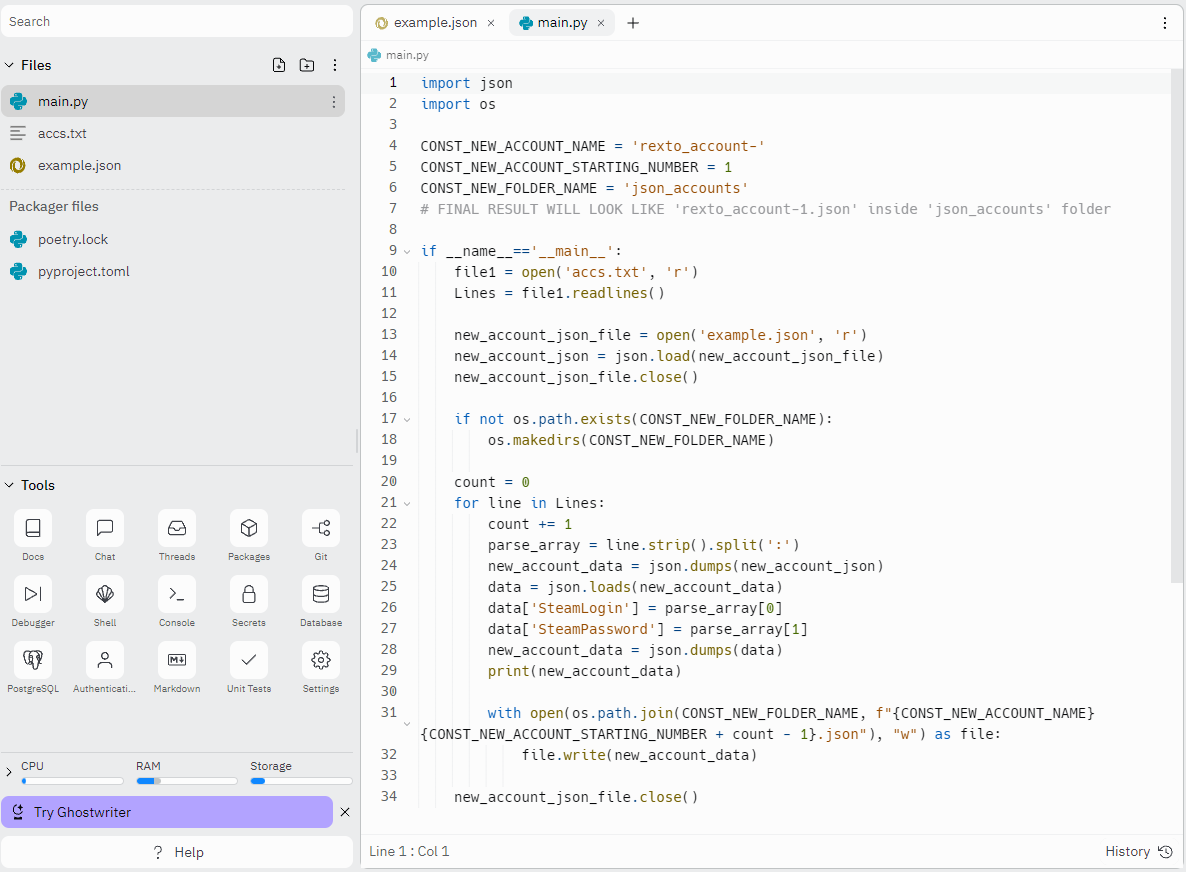 Search
Files
main.py
accs.txt
example.json
Packager files
poetry.lock
pyproject.toml
Tools
Docs Chat Threads Packages Git
Debugger Shell Console Secrets Database
PostgreSQL Authenticati... Markdown Unit Tests Settings
CPU RAM Storage
Try Ghostwriter
? Help
example.json × main.py × +
main.py
1 import json
2 import os
3
4 CONST_NEW_ACCOUNT_NAME = 'rexto_account-'
5 CONST_NEW_ACCOUNT_STARTING_NUMBER = 1
6 CONST_NEW_FOLDER_NAME = 'json_accounts'
7 # FINAL RESULT WILL LOOK LIKE 'rexto_account-1.json' inside 'json_accounts' folder
8
9 if __name__=='__main__':
10     file1 = open('accs.txt', 'r')
11     Lines = file1.readlines()
12
13     new_account_json_file = open('example.json', 'r')
14     new_account_json = json.load(new_account_json_file)
15     new_account_json_file.close()
16
17     if not os.path.exists(CONST_NEW_FOLDER_NAME):
18         os.makedirs(CONST_NEW_FOLDER_NAME)
19
20     count = 0
21     for line in Lines:
22         count += 1
23         parse_array = line.strip().split(':')
24         new_account_data = json.dumps(new_account_json)
25         data = json.loads(new_account_data)
26         data['SteamLogin'] = parse_array[0]
27         data['SteamPassword'] = parse_array[1]
28         new_account_data = json.dumps(data)
29         print(new_account_data)
30
31         with open(os.path.join(CONST_NEW_FOLDER_NAME, f"{CONST_NEW_ACCOUNT_NAME}
{CONST_NEW_ACCOUNT_STARTING_NUMBER + count - 1}.json"), "w") as file:
32             file.write(new_account_data)
33
34     new_account_json_file.close()
Line 1 : Col 1
History